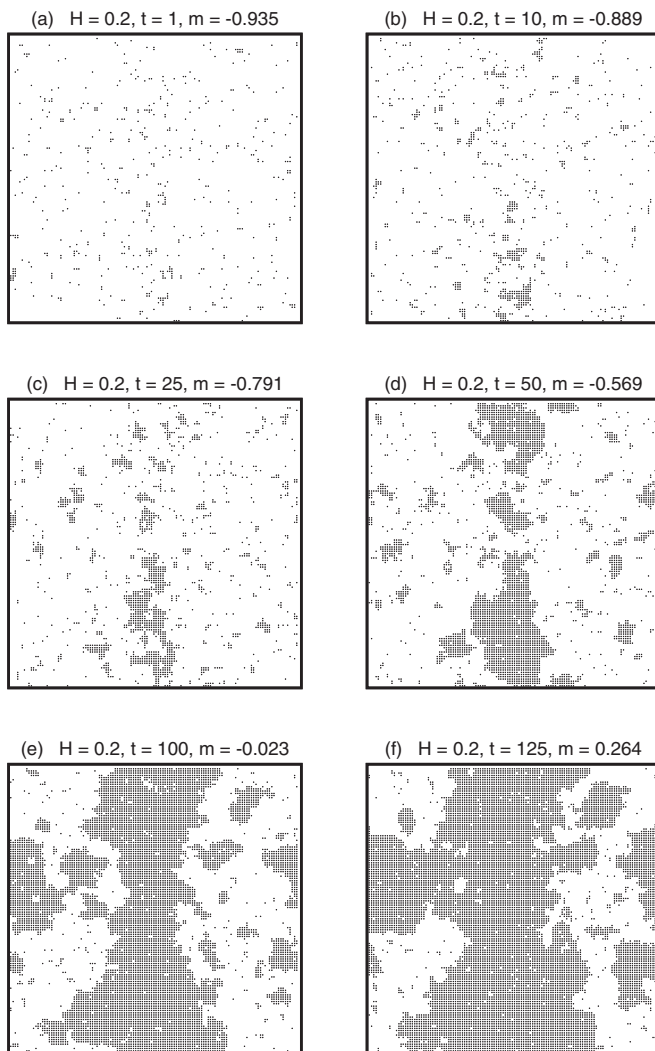 (a) H = 0.2, t = 1, m = -0.935
(b) H = 0.2, t = 10, m = -0.889
(c) H = 0.2, t = 25, m = -0.791
(d) H = 0.2, t = 50, m = -0.569
(e) H = 0.2, t = 100, m = -0.023
(f) H = 0.2, t = 125, m = 0.264